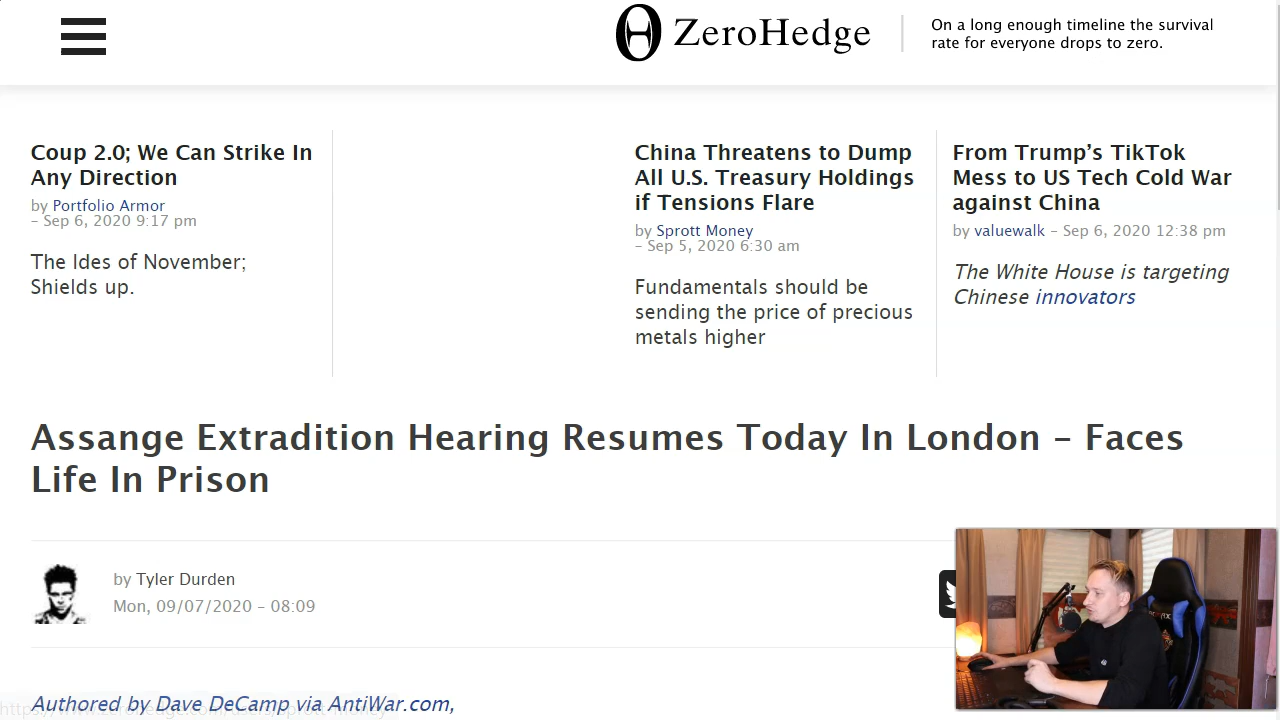 ZeroHedge
On a long enough timeline the survival
rate for everyone drops to zero.
Coup 2.0; We Can Strike In
Any Direction
by Portfolio Armor
– Sep 6, 2020 9:17 pm
The Ides of November;
Shields up.
China Threatens to Dump
All U.S. Treasury Holdings
if Tensions Flare
by Sprott Money
– Sep 5, 2020 6:30 am
Fundamentals should be
sending the price of precious
metals higher
From Trump’s TikTok
Mess to US Tech Cold War
against China
by valuewalk – Sep 6, 2020 12:38 pm
The White House is targeting
Chinese innovators
Assange Extradition Hearing Resumes Today In London – Faces
Life In Prison
by Tyler Durden
Mon, 09/07/2020 – 08:09
Authored by Dave DeCamp via AntiWar.com,